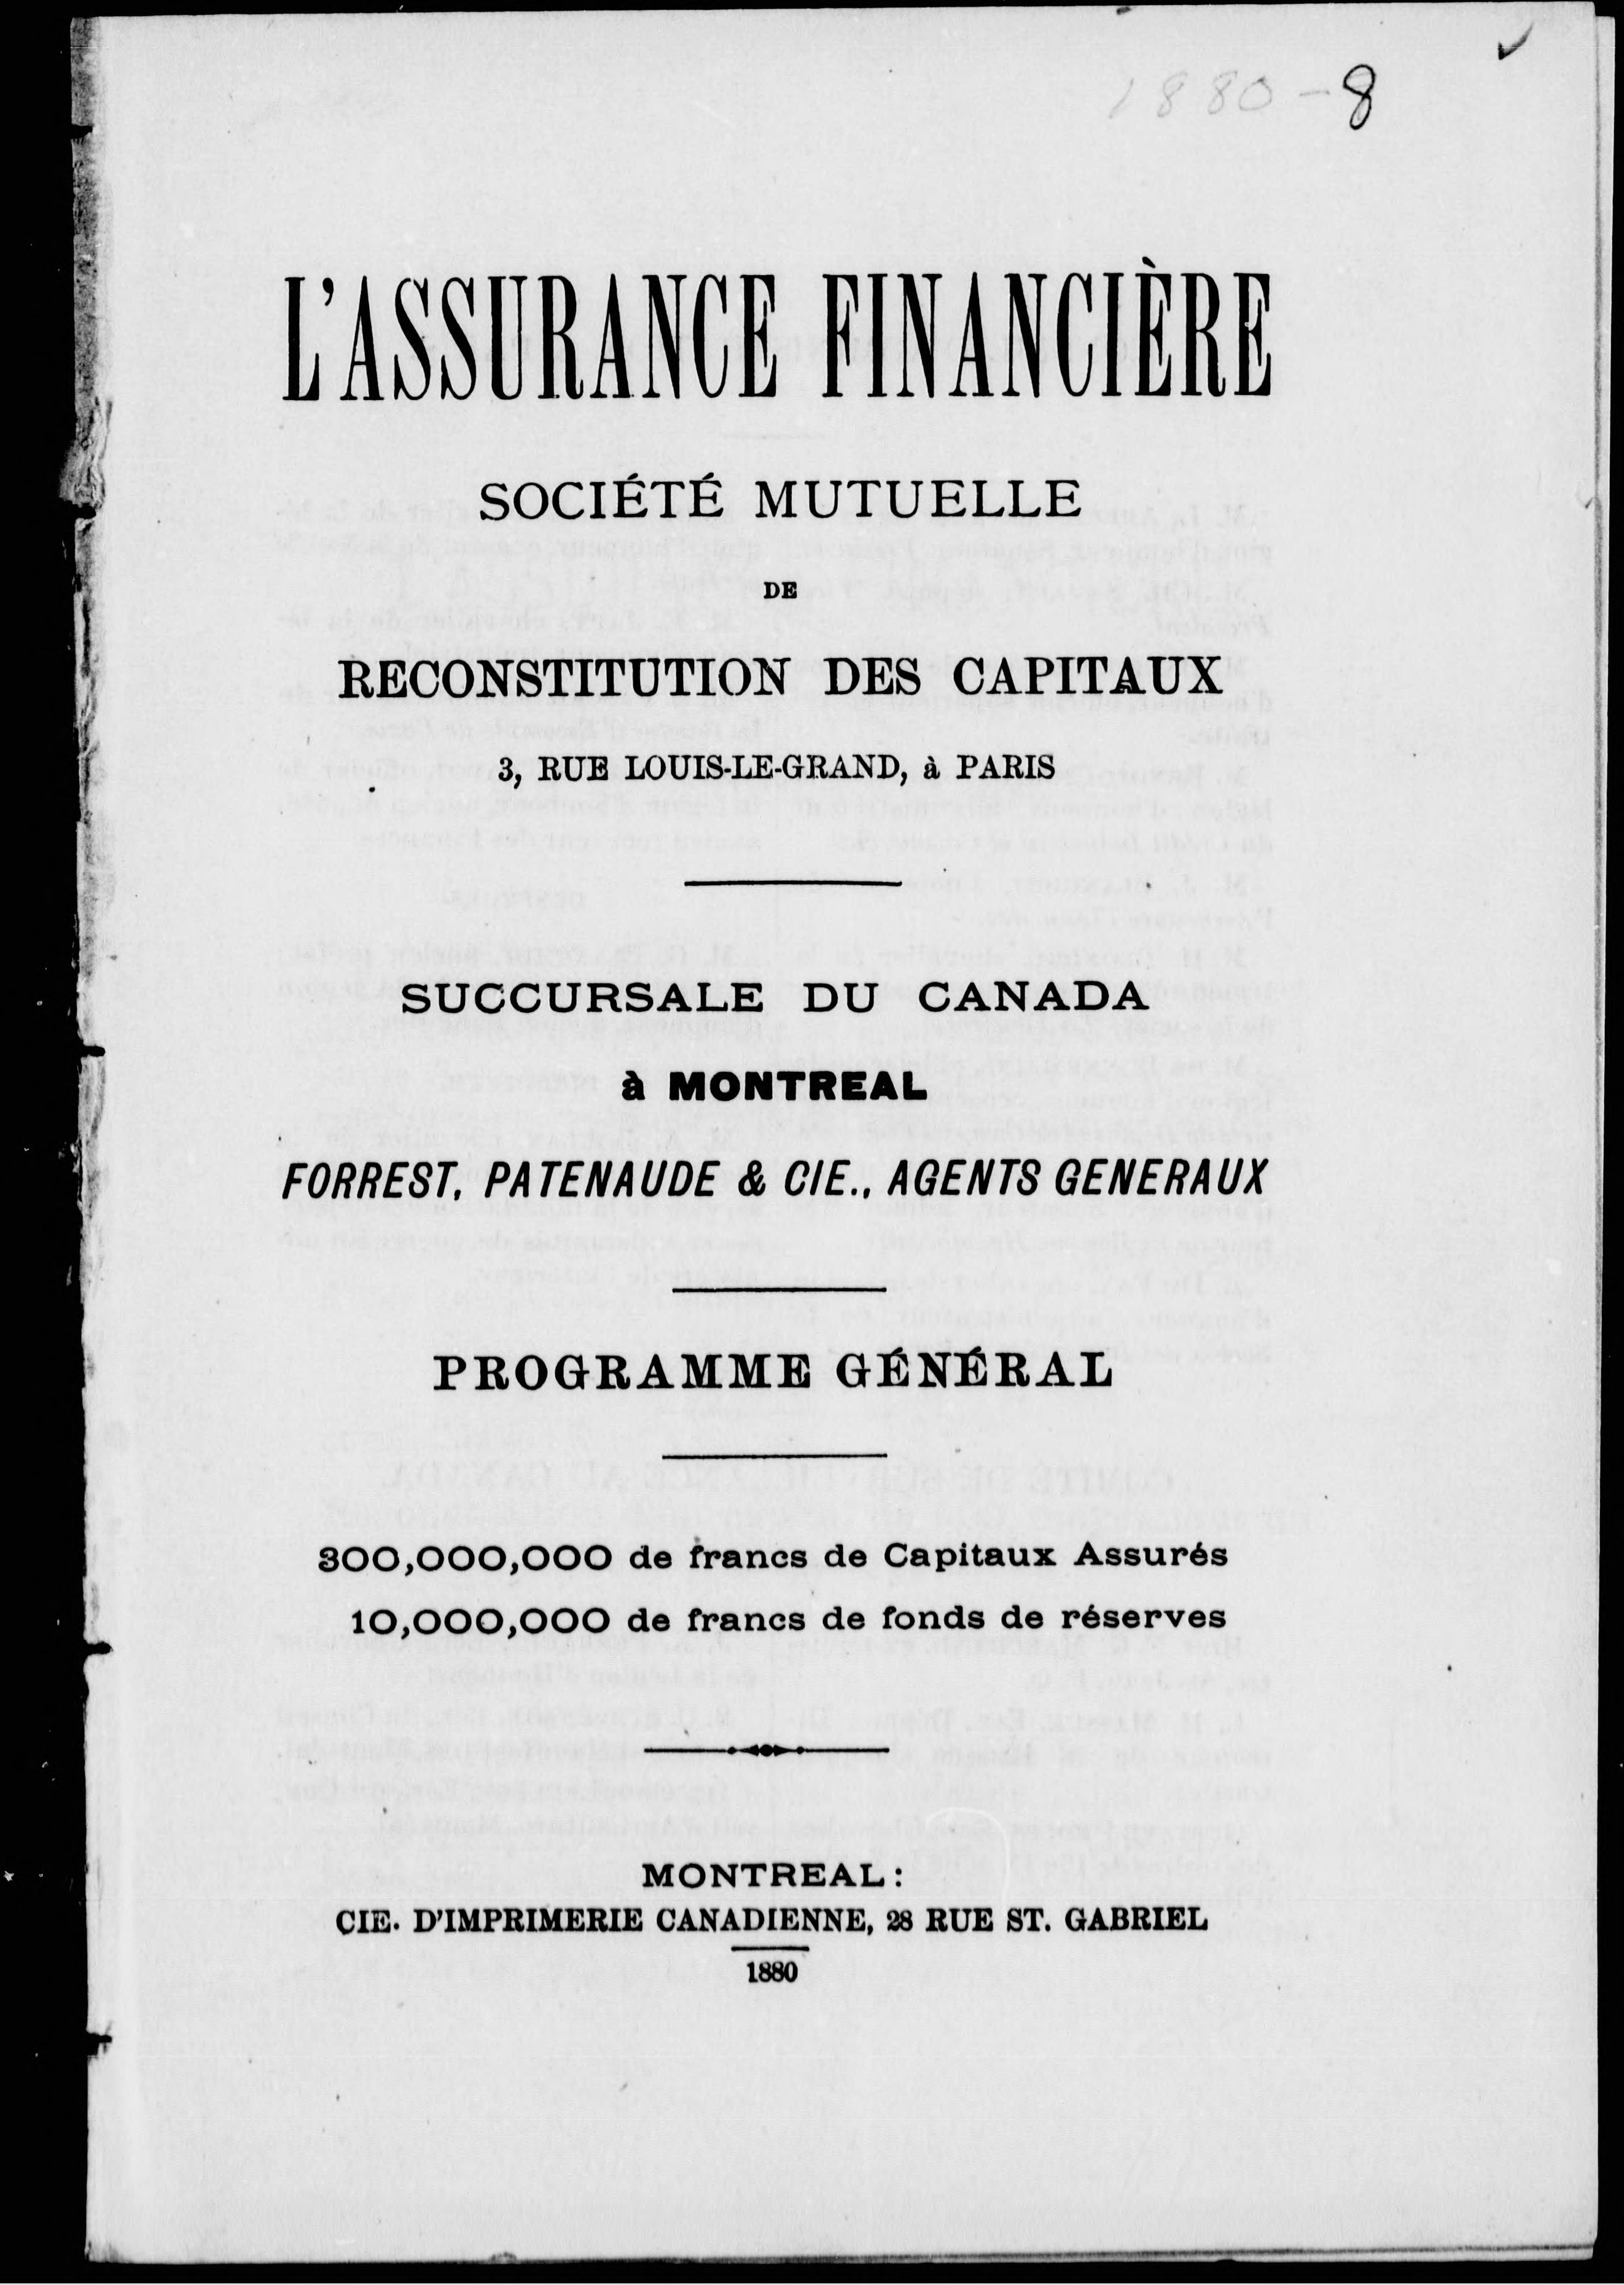 1880-8
L'ASSURANCE FINANCIÈRE
SOCIÉTÉ MUTUELLE
DE
RECONSTITUTION DES CAPITAUX
3, RUE LOUIS-LE-GRAND, à PARIS
SUCCURSALE DU CANADA
à MONTREAL
FORREST, PATENAUDE & CIE., AGENTS GENERAUX
PROGRAMME GÉNÉRAL
300,000,000 de francs de Capitaux Assurés
10,000,000 de francs de fonds de réserves
MONTREAL:
CIE. D'IMPRIMERIE CANADIENNE, 28 RUE ST. GABRIEL
1880